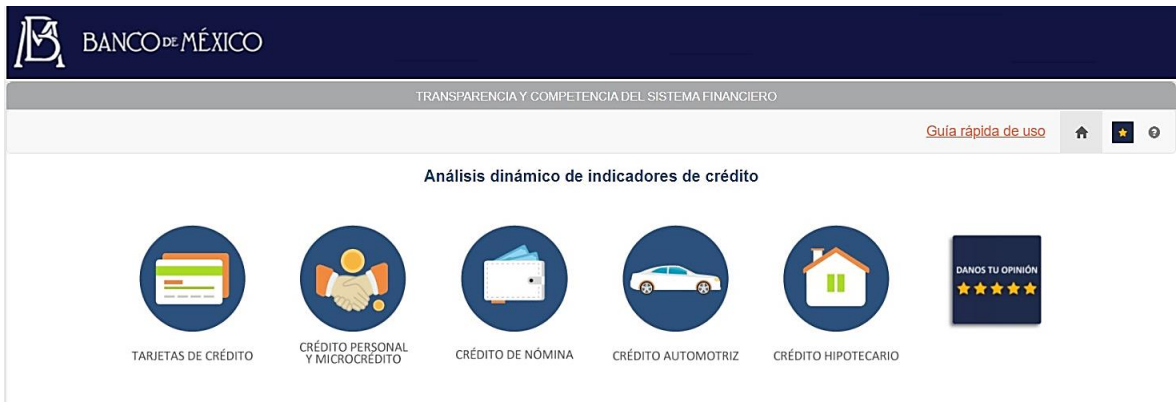 BANCO DE MÉXICO
TRANSPARENCIA Y COMPETENCIA DEL SISTEMA FINANCIERO
Guía rápida de uso
Análisis dinámico de indicadores de crédito
DANOS TU OPINIÓN
TARJETAS DE CRÉDITO
CRÉDITO PERSONAL
Y MICROCRÉDITO
CRÉDITO DE NÓMINA
CRÉDITO AUTOMOTRIZ
CRÉDITO HIPOTECARIO